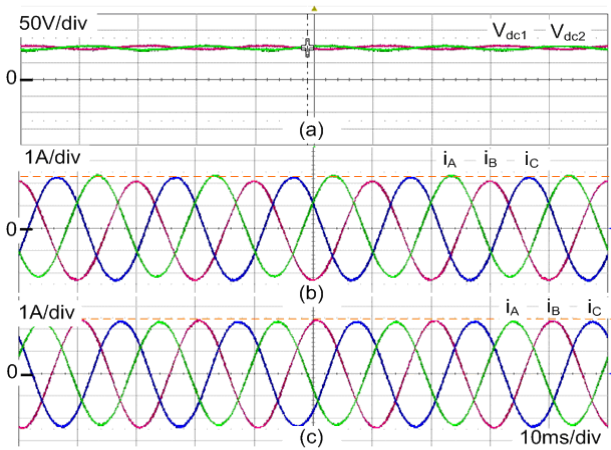 50V/div
Vdc1 Vdc2
0
(a)
1A/div
iA iB iC
0
(b)
1A/div
iA iB iC
0
(c)
10ms/div